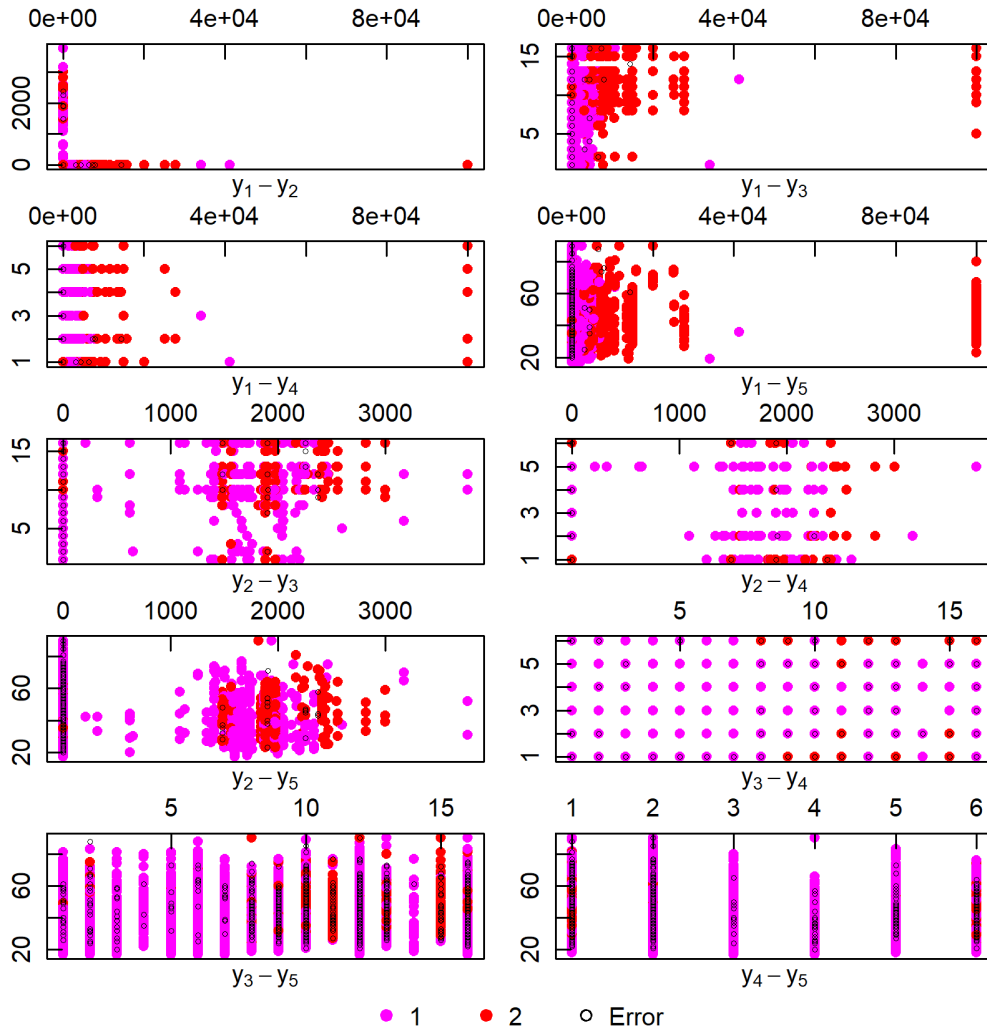 0e+00 4e+04 8e+04 0e+00 4e+04 8e+04
0 2000
5 15
y₁ − y₂ y₁ − y₃
0e+00 4e+04 8e+04 0e+00 4e+04 8e+04
1 3 5
20 60
y₁ − y₄ y₁ − y₅
0 1000 2000 3000 0 1000 2000 3000
5 15
1 3 5
y₂ − y₃ y₂ − y₄
0 1000 2000 3000 5 10 15
20 60
1 3 5
y₂ − y₅ y₃ − y₄
5 10 15 1 2 3 4 5 6
20 60
20 60
y₃ − y₅ y₄ − y₅
1 2 Error